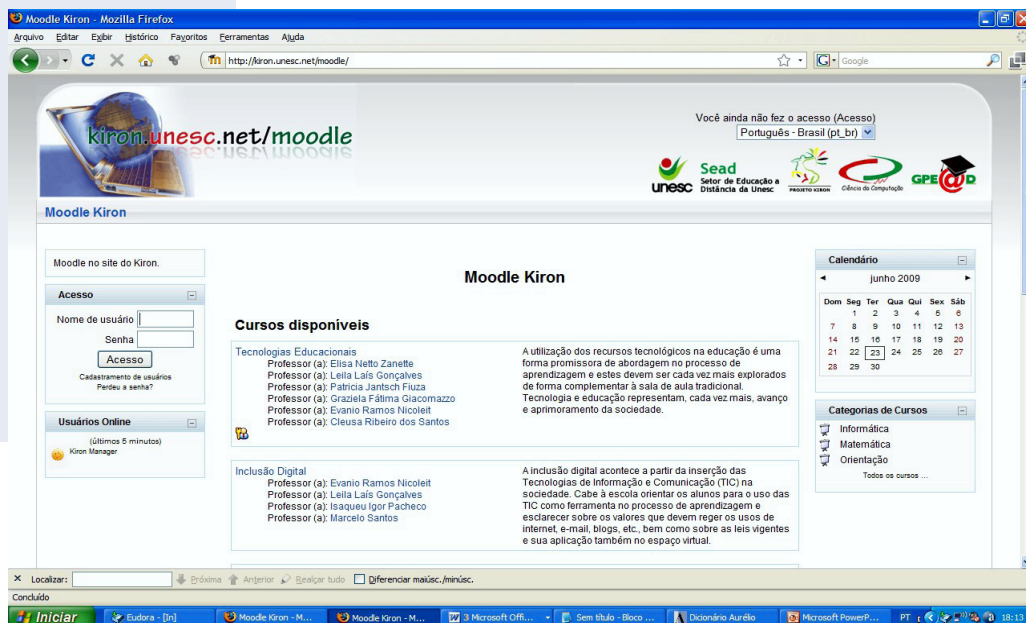 Moodle Kiron - Mozilla Firefox
Arquivo Editar Exibir Histórico Favoritos Ferramentas Ajuda
http://kiron.unesc.net/moodle/
Google
kiron.unesc.net/moodle
Você ainda não fez o acesso (Acesso)
Português - Brasil (pt_br)
unesc
Sead
Setor de Educação a
Distância da Unesc
PROJETO KIRON
Ciência da Computação
GPE@D
Moodle Kiron
Moodle no site do Kiron.
Acesso
Nome de usuário
Senha
Acesso
Cadastramento de usuários
Perdeu a senha?
Usuários Online
(últimos 5 minutos)
Kiron Manager
Moodle Kiron
Cursos disponíveis
Tecnologias Educacionais
Professor (a): Elisa Netto Zanette
Professor (a): Leila Laís Gonçalves
Professor (a): Patricia Jantsch Fiuza
Professor (a): Graziela Fátima Giacomazzo
Professor (a): Evanio Ramos Nicoleit
Professor (a): Cleusa Ribeiro dos Santos
A utilização dos recursos tecnológicos na educação é uma
forma promissora de abordagem no processo de
aprendizagem e estes devem ser cada vez mais explorados
de forma complementar à sala de aula tradicional.
Tecnologia e educação representam, cada vez mais, avanço
e aprimoramento da sociedade.
Inclusão Digital
Professor (a): Evanio Ramos Nicoleit
Professor (a): Leila Laís Gonçalves
Professor (a): Isaqueu Igor Pacheco
Professor (a): Marcelo Santos
A inclusão digital acontece a partir da inserção das
Tecnologias de Informação e Comunicação (TIC) na
sociedade. Cabe à escola orientar os alunos para o uso das
TIC como ferramenta no processo de aprendizagem e
esclarecer sobre os valores que devem reger os usos de
internet, e-mail, blogs, etc., bem como sobre as leis vigentes
e sua aplicação também no espaço virtual.
Calendário
junho 2009
Dom Seg Ter Qua Qui Sex Sáb
1 2 3 4 5 6
7 8 9 10 11 12 13
14 15 16 17 18 19 20
21 22 23 24 25 26 27
28 29 30
Categorias de Cursos
Informática
Matemática
Orientação
Todos os cursos ...
Localizar: Próxima Anterior Realçar tudo Diferenciar maiúsc./minúsc.
Concluído
Iniciar Eudora - [In] Moodle Kiron - M... Moodle Kiron - M... 3 Microsoft Offi... Sem título - Bloco ... Dicionário Aurélio Microsoft PowerP... PT 18:13